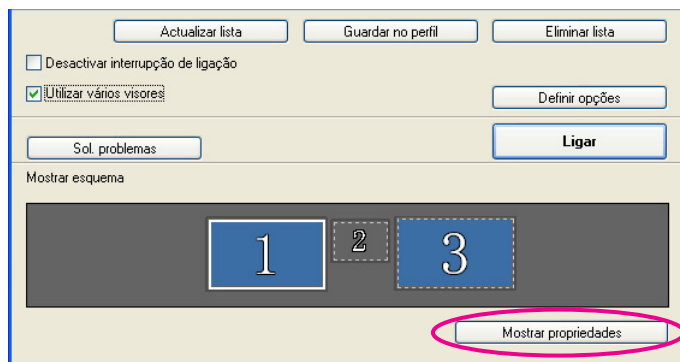 Actualizar lista Guardar no perfil Eliminar lista
Desactivar interrupção de ligação
Utilizar vários visores
Definir opções
Ligar
Sol. problemas
Mostrar esquema
1 2 3
Mostrar propriedades